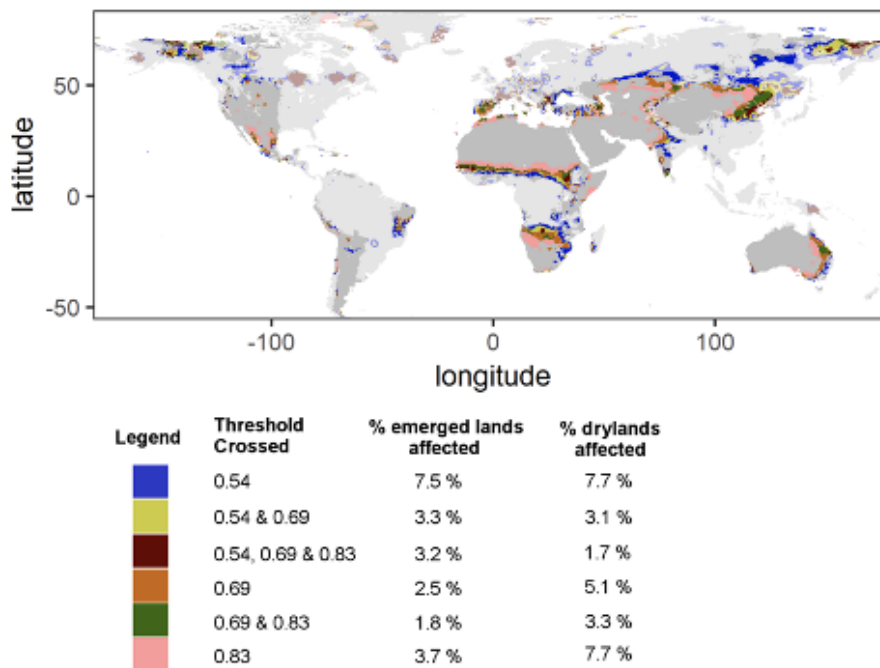 50
0
-50
latitude
-100
0
100
longitude
Legend Threshold Crossed % emerged lands affected % drylands affected
0.54 7.5 % 7.7 %
0.54 & 0.69 3.3 % 3.1 %
0.54, 0.69 & 0.83 3.2 % 1.7 %
0.69 2.5 % 5.1 %
0.69 & 0.83 1.8 % 3.3 %
0.83 3.7 % 7.7 %